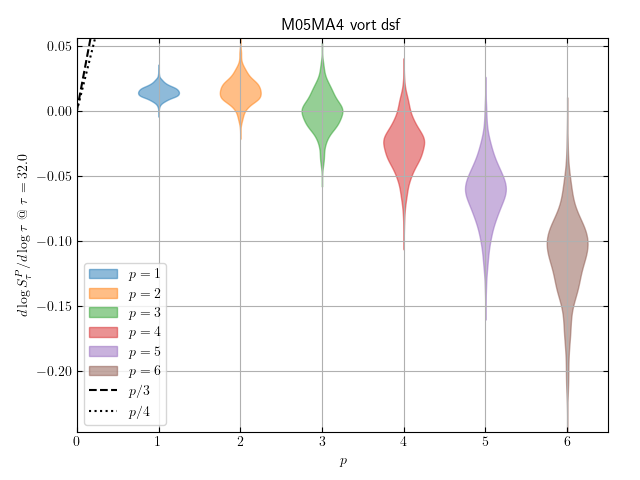 M05MA4 vort dsf
d log S_τ^P / d log τ @ τ = 32.0
0.05
0.00
−0.05
−0.10
−0.15
−0.20
p = 1
p = 2
p = 3
p = 4
p = 5
p = 6
p/3
p/4
0 1 2 3 4 5 6
p